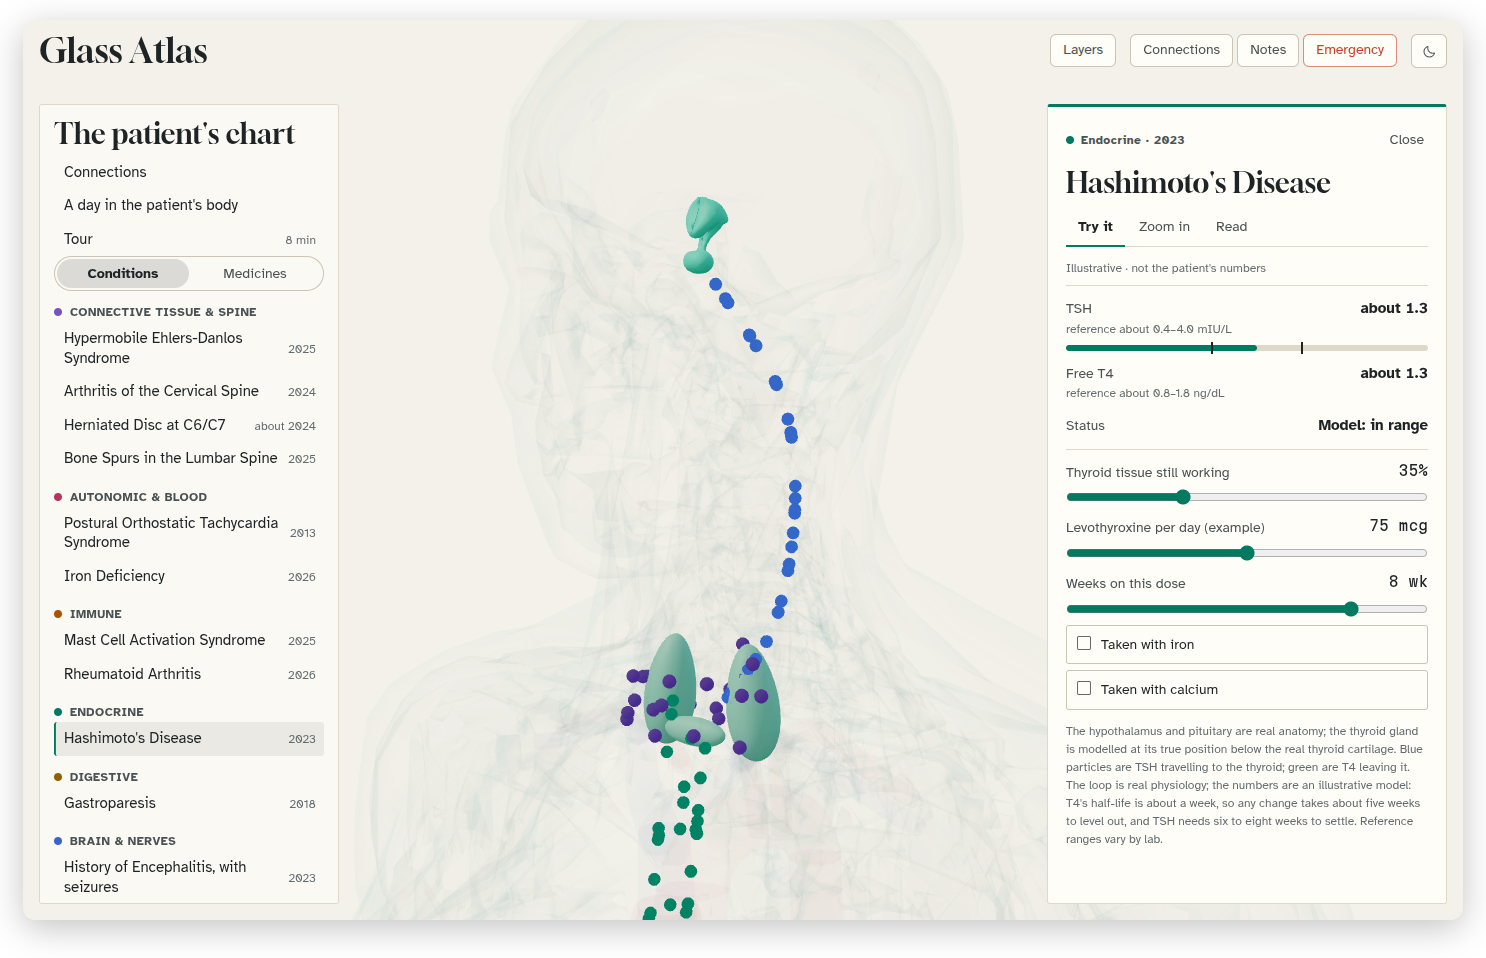 Glass Atlas
Layers
Connections
Notes
Emergency
The patient's chart
Connections
A day in the patient's body
Tour
8 min
Conditions
Medicines
CONNECTIVE TISSUE & SPINE
Hypermobile Ehlers-Danlos
Syndrome
2025
Arthritis of the Cervical Spine
2024
Herniated Disc at C6/C7
about 2024
Bone Spurs in the Lumbar Spine
2025
AUTONOMIC & BLOOD
Postural Orthostatic Tachycardia
Syndrome
2013
Iron Deficiency
2026
IMMUNE
Mast Cell Activation Syndrome
2025
Rheumatoid Arthritis
2026
ENDOCRINE
Hashimoto's Disease
2023
DIGESTIVE
Gastroparesis
2018
BRAIN & NERVES
History of Encephalitis, with
seizures
2023
Endocrine · 2023
Close
Hashimoto's Disease
Try it
Zoom in
Read
Illustrative · not the patient's numbers
TSH
about 1.3
reference about 0.4–4.0 mIU/L
Free T4
about 1.3
reference about 0.8–1.8 ng/dL
Status
Model: in range
Thyroid tissue still working
35%
Levothyroxine per day (example)
75 mcg
Weeks on this dose
8 wk
Taken with iron
Taken with calcium
The hypothalamus and pituitary are real anatomy; the thyroid gland
is modelled at its true position below the real thyroid cartilage. Blue
particles are TSH travelling to the thyroid; green are T4 leaving it.
The loop is real physiology; the numbers are an illustrative model:
T4's half-life is about a week, so any change takes about five weeks
to level out, and TSH needs six to eight weeks to settle. Reference
ranges vary by lab.